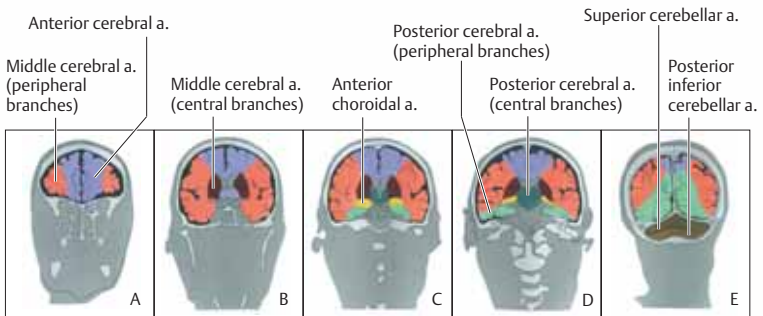 Anterior cerebral a.
Middle cerebral a.
(peripheral
branches)
Middle cerebral a.
(central branches)
Anterior
choroidal a.
Posterior cerebral a.
(peripheral branches)
Posterior cerebral a.
(central branches)
Superior cerebellar a.
Posterior
inferior
cerebellar a.
A
B
C
D
E